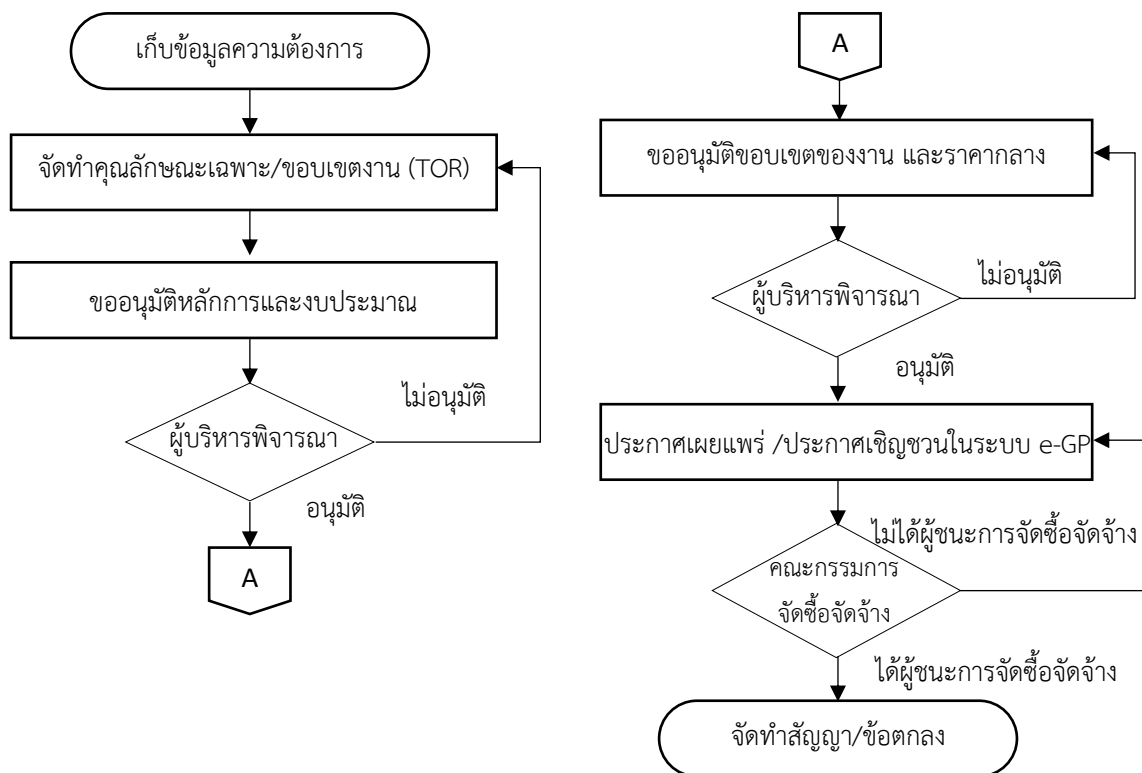 เก็บข้อมูลความต้องการ
จัดทำคุณลักษณะเฉพาะ/ขอบเขตงาน (TOR)
ขออนุมัติหลักการและงบประมาณ
ไม่อนุมัติ
ผู้บริหารพิจารณา
อนุมัติ
A
A
ขออนุมัติขอบเขตของงาน และราคากลาง
ไม่อนุมัติ
ผู้บริหารพิจารณา
อนุมัติ
ประกาศเผยแพร่ /ประกาศเชิญชวนในระบบ e-GP
ไม่ได้ผู้ชนะการจัดซื้อจัดจ้าง
คณะกรรมการ
จัดซื้อจัดจ้าง
ได้ผู้ชนะการจัดซื้อจัดจ้าง
จัดทำสัญญา/ข้อตกลง